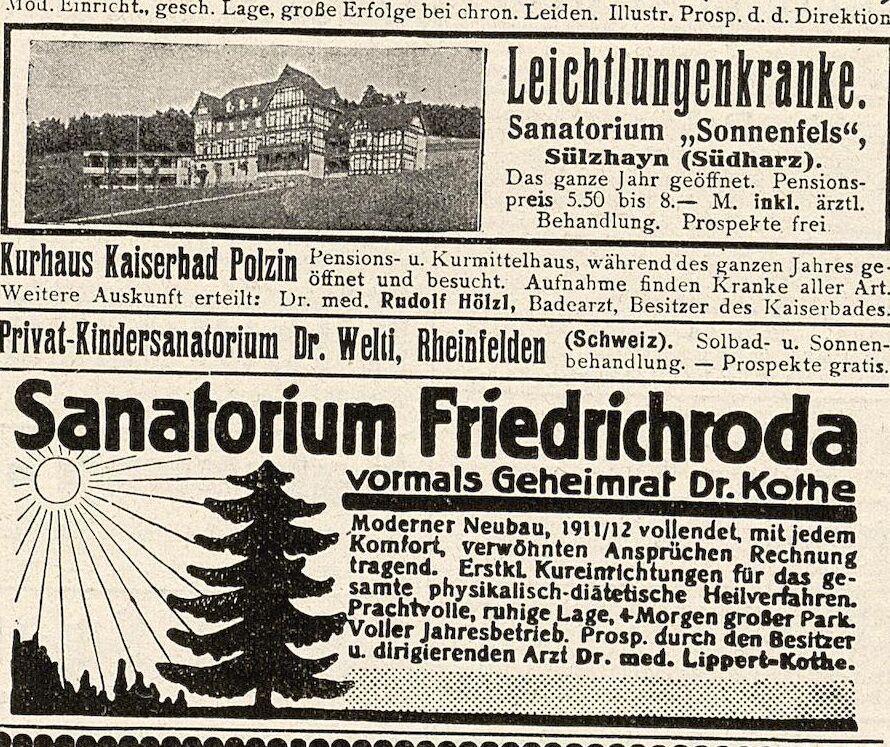 Mod. Einricht., gesch. Lage, große Erfolge bei chron. Leiden. Illustr. Prosp. d. d. Direktion
Leichtlungenkranke.
Sanatorium „Sonnenfels“,
Sülzhayn (Südharz).
Das ganze Jahr geöffnet. Pensions-
preis 5.50 bis 8.— M. inkl. ärztl.
Behandlung. Prospekte frei.
Kurhaus Kaiserbad Polzin Pensions- u. Kurmittelhaus, während des ganzen Jahres ge-
öffnet und besucht. Aufnahme finden Kranke aller Art.
Weitere Auskunft erteilt: Dr. med. Rudolf Hölzl, Badearzt, Besitzer des Kaiserbades.
Privat-Kindersanatorium Dr. Welti, Rheinfelden (Schweiz). Solbad- u. Sonnen-
behandlung. — Prospekte gratis.
Sanatorium Friedrichroda
vormals Geheimrat Dr. Kothe
Moderner Neubau, 1911/12 vollendet, mit jedem
Komfort, verwöhnten Ansprüchen Rechnung
tragend. Erstkl. Kureinrichtungen für das ge-
samte physikalisch-diätetische Heilverfahren.
Prachtvolle, ruhige Lage, 4 Morgen großer Park.
Voller Jahresbetrieb. Prosp. durch den Besitzer
u. dirigierenden Arzt Dr. med. Lippert-Kothe.